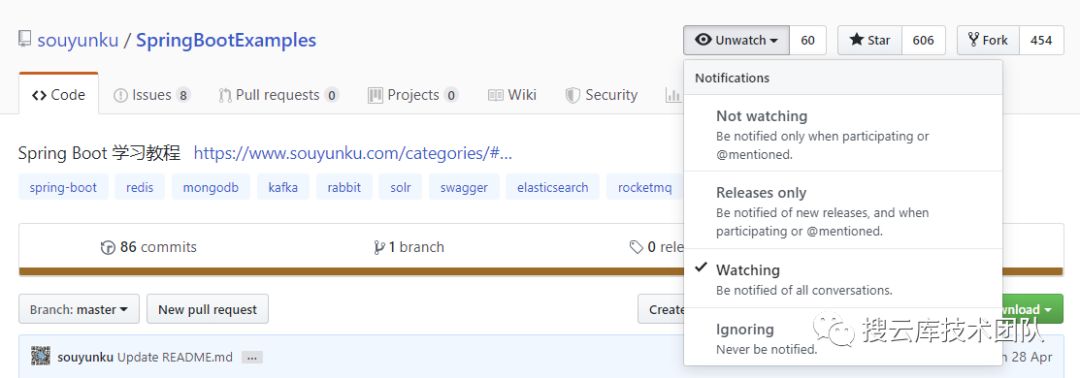 souyunku / SpringBootExamples
Unwatch 60 Star 606 Fork 454
Code Issues 8 Pull requests 0 Projects 0 Wiki Security
Notifications
Not watching
Be notified only when participating or
@mentioned.
Releases only
Be notified of new releases, and when
participating or @mentioned.
Watching
Be notified of all conversations.
Ignoring
Never be notified.
Spring Boot 学习教程 https://www.souyunku.com/categories/#...
spring-boot redis mongodb kafka rabbit solr swagger elasticsearch rocketmq
86 commits 1 branch 0 rele
Branch: master New pull request Create wnload
souyunku Update README.md ... n 28 Apr
搜云库技术团队